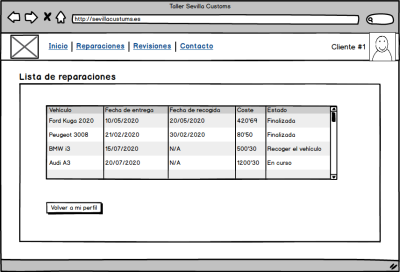 Taller Sevilla Customs
http://sevillacustoms.es
Inicio | Reparaciones | Revisiones | Contacto
Cliente #1
Lista de reparaciones
Vehículo Fecha de entrega Fecha de recogida Coste Estado
Ford Kuga 2020 10/05/2020 20/05/2020 420'69 Finalizada
Peugeot 3008 21/02/2020 30/02/2020 80'50 Finalizada
BMW i3 15/07/2020 N/A 500'30 Recoger el vehículo
Audi A3 20/07/2020 N/A 1200'30 En curso
Volver a mi perfil